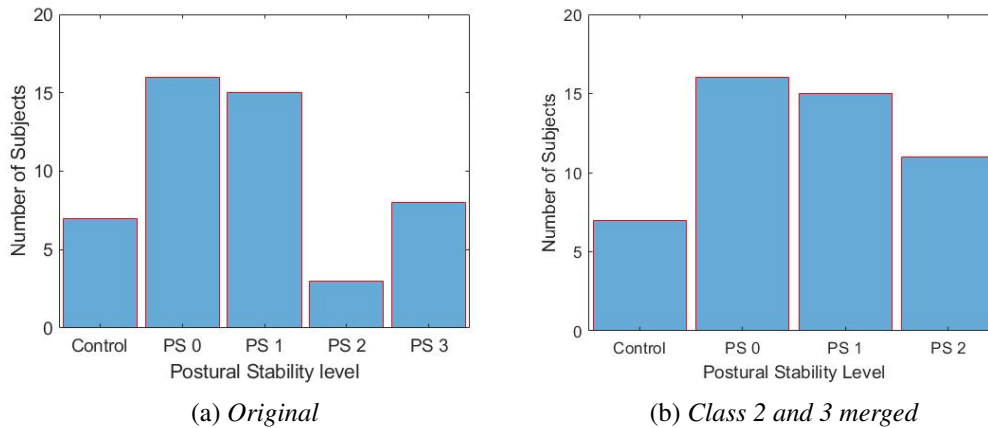 20
15
10
5
0
Number of Subjects
Control PS 0 PS 1 PS 2 PS 3
Postural Stability level
(a) Original
20
15
10
5
0
Number of Subjects
Control PS 0 PS 1 PS 2
Postural Stability Level
(b) Class 2 and 3 merged